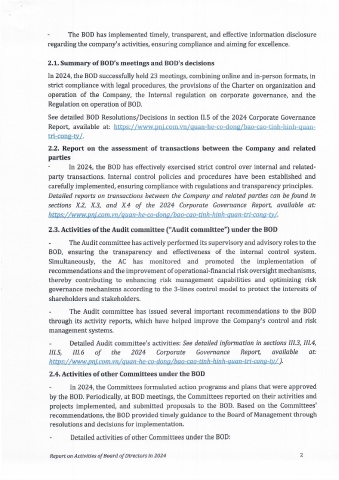 - The BOD has implemented timely, transparent, and effective information disclosure
regarding the company's activities, ensuring compliance and aiming for excellence.
2.1. Summary of BOD's meetings and BOD's decisions
In 2024, the BOD successfully held 23 meetings, combining online and in-person formats, in
strict compliance with legal procedures, the provisions of the Charter on organization and
operation of the Company, the Internal regulation on corporate governance, and the
Regulation on operation of BOD.
See detailed BOD Resolutions/Decisions in section II.5 of the 2024 Corporate Governance
Report, available at: https://www.pnj.com.vn/quan-he-co-dong/bao-cao-tinh-hinh-quan-
tri-cong-ty/.
2.2. Report on the assessment of transactions between the Company and related
parties
- In 2024, the BOD has effectively exercised strict control over internal and related-
party transactions. Internal control policies and procedures have been established and
carefully implemented, ensuring compliance with regulations and transparency principles.
Detailed reports on transactions between the Company and related parties can be found in
sections X.2, X.3, and X.4 of the 2024 Corporate Governance Report, available at:
https://www.pnj.com.vn/quan-he-co-dong/bao-cao-tinh-hinh-quan-tri-cong-ty/.
2.3. Activities of the Audit committee ("Audit committee") under the BOD
- The Audit committee has actively performed its supervisory and advisory roles to the
BOD, ensuring the transparency and effectiveness of the internal control system.
Simultaneously, the AC has monitored and promoted the implementation of
recommendations and the improvement of operational-financial risk oversight mechanisms,
thereby contributing to enhancing risk management capabilities and optimizing risk
governance mechanisms according to the 3-lines control model to protect the interests of
shareholders and stakeholders.
- The Audit committee has issued several important recommendations to the BOD
through its activity reports, which have helped improve the Company's control and risk
management systems.
- Detailed Audit committee's activities: See detailed information in sections III.3, III.4,
III.5, III.6 of the 2024 Corporate Governance Report, available at:
https://www.pnj.com.vn/quan-he-co-dong/bao-cao-tinh-hinh-quan-tri-cong-ty/ ).
2.4. Activities of other Committees under the BOD
- In 2024, the Committees formulated action programs and plans that were approved
by the BOD. Periodically, at BOD meetings, the Committees reported on their activities and
projects implemented, and submitted proposals to the BOD. Based on the Committees'
recommendations, the BOD provided timely guidance to the Board of Management through
resolutions and decisions for implementation.
- Detailed activities of other Committees under the BOD:
Report on Activities of Board of Directors in 2024 2